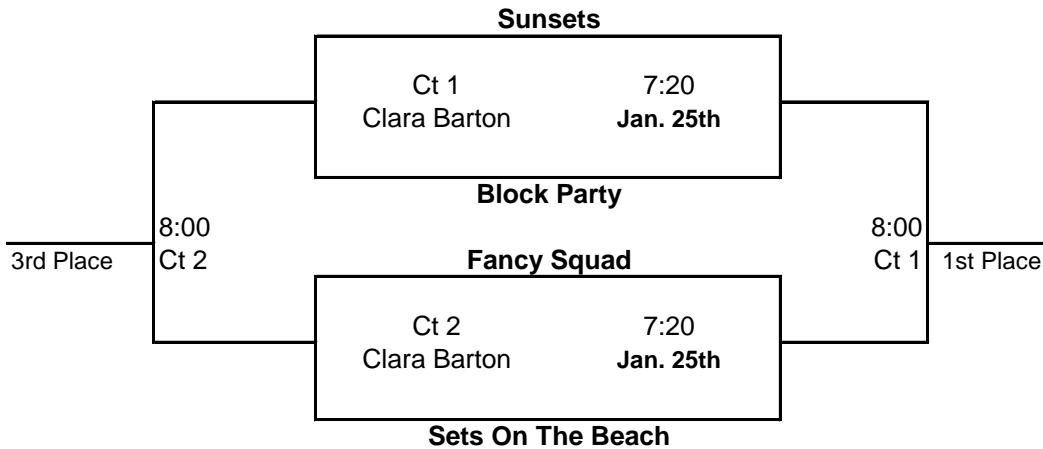 Sunsets
Ct 1 7:20
Clara Barton Jan. 25th
Block Party
8:00 8:00
3rd Place Ct 2 Fancy Squad Ct 1 1st Place
Ct 2 7:20
Clara Barton Jan. 25th
Sets On The Beach